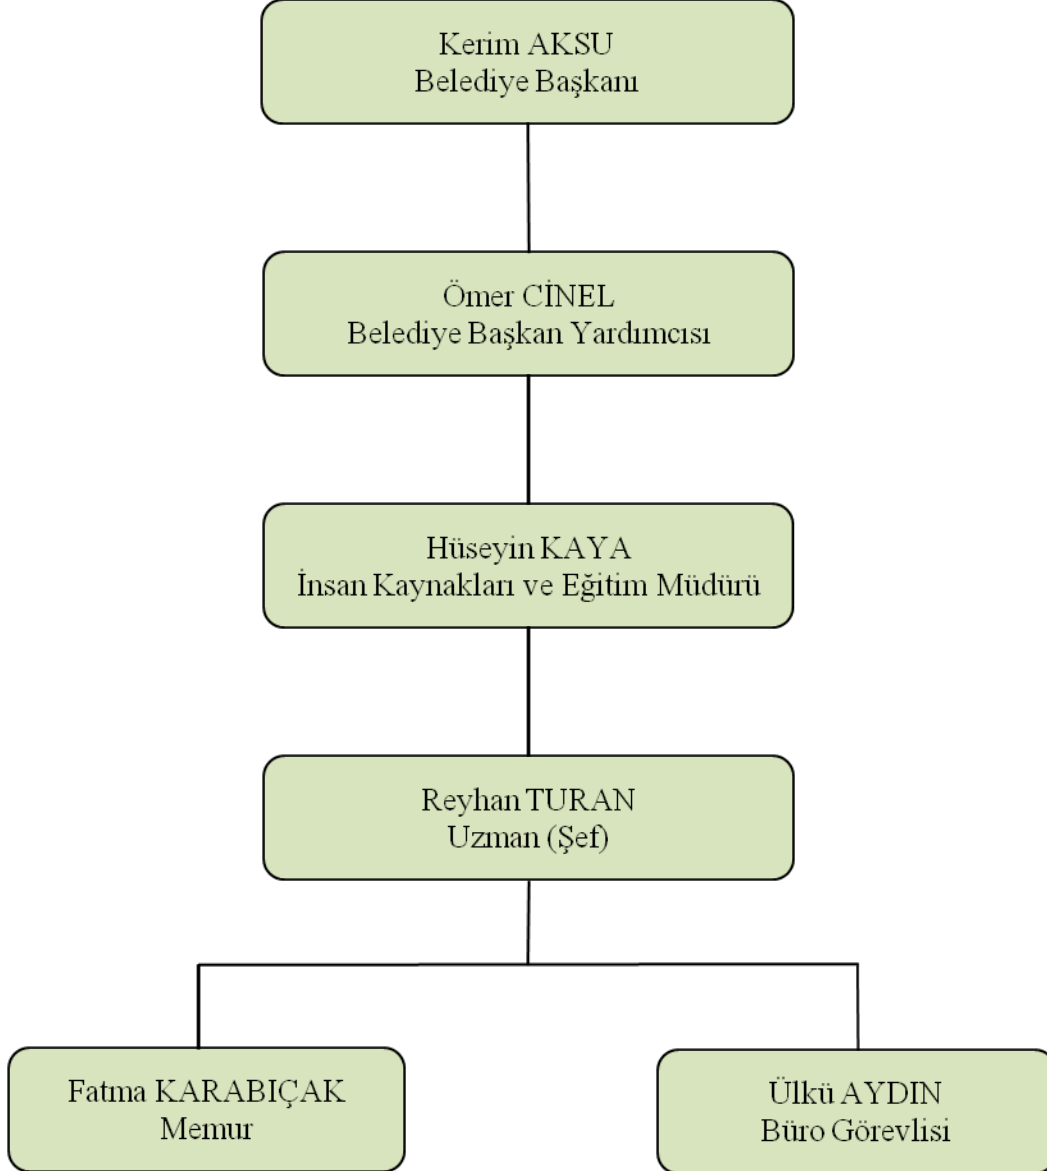 Kerim AKSU
Belediye Başkanı
Ömer CİNEL
Belediye Başkan Yardımcısı
Hüseyin KAYA
İnsan Kaynakları ve Eğitim Müdürü
Reyhan TURAN
Uzman (Şef)
Fatma KARABIÇAK
Memur
Ülkü AYDIN
Büro Görevlisi